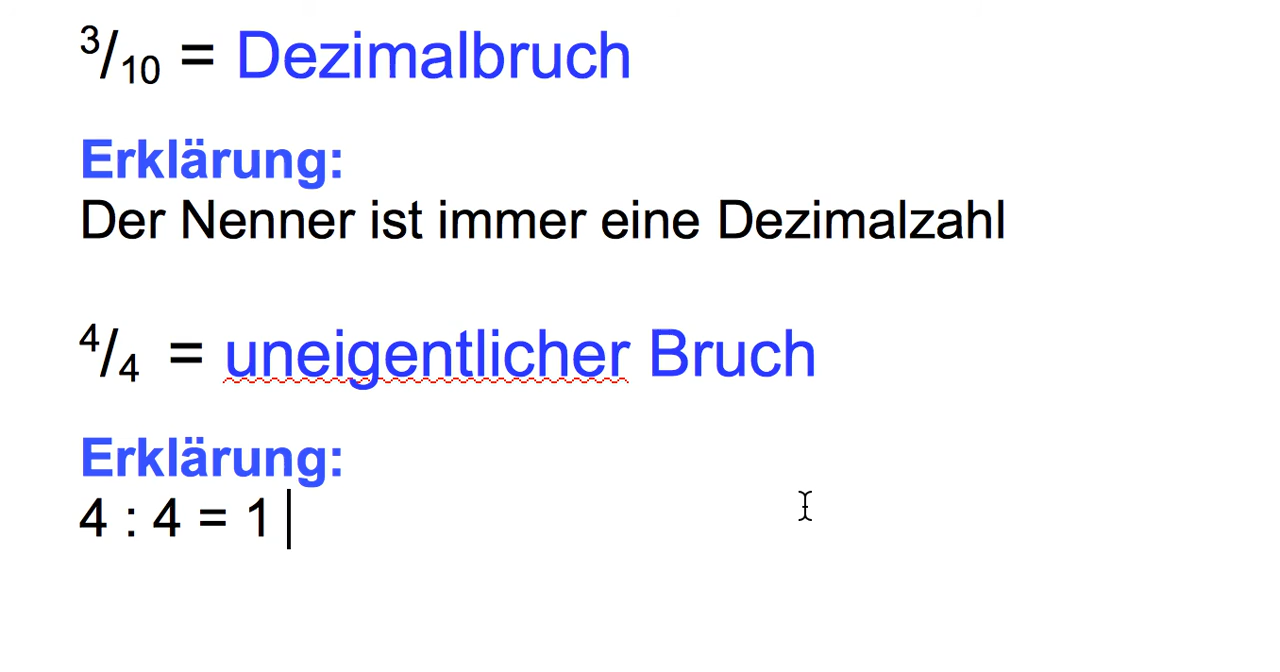 3/10 = Dezimalbruch
Erklärung:
Der Nenner ist immer eine Dezimalzahl
4/4 = uneigentlicher Bruch
Erklärung:
4 : 4 = 1